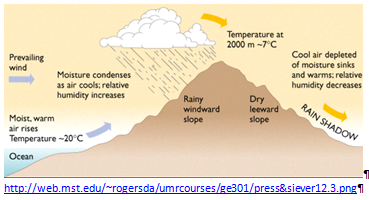 Prevailing
wind
Moisture condenses
as air cools; relative
humidity increases
Temperature at
2000 m ~7°C
Cool air depleted
of moisture sinks
and warms; relative
humidity decreases
Moist, warm
air rises
Temperature ~20°C
Rainy
windward
slope
Dry
leeward
slope
RAIN SHADOW
Ocean
¶
http://web.mst.edu/~rogersda/umrcourses/ge301/press&siever12.3.png¶